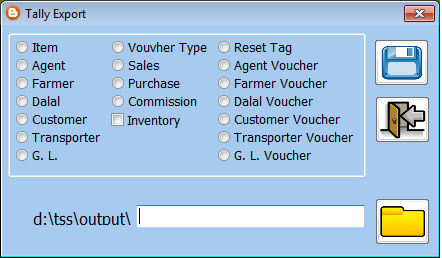 Tally Export
Item
Agent
Farmer
Dalal
Customer
Transporter
G. L.
Vouvher Type
Sales
Purchase
Commission
Inventory
Reset Tag
Agent Voucher
Farmer Voucher
Dalal Voucher
Customer Voucher
Transporter Voucher
G. L. Voucher
d:\tss\output\